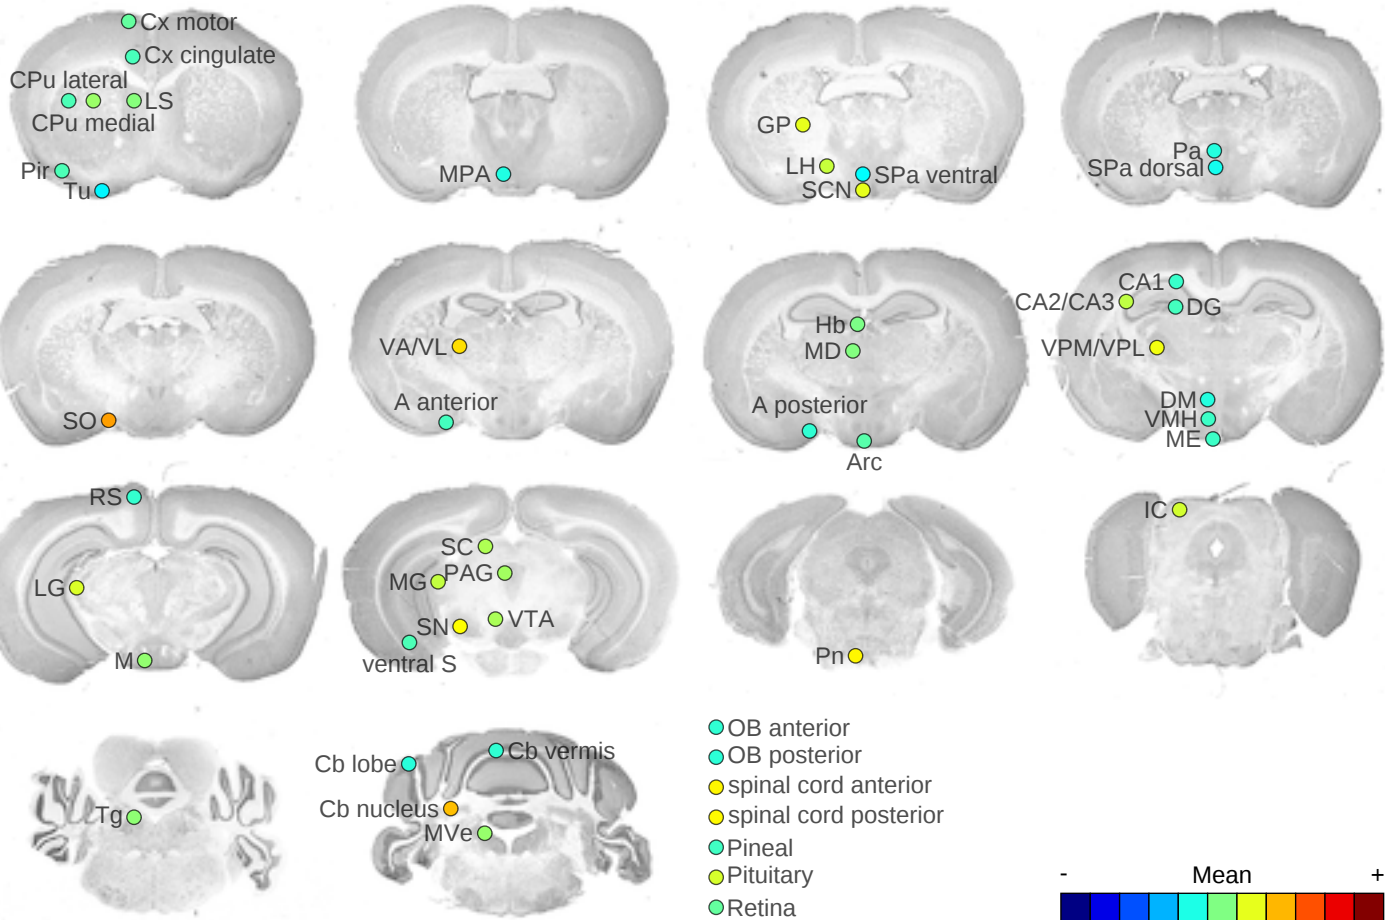 Cx motor
Cx cingulate
CPu lateral
LS
CPu medial
Pir
Tu
MPA
GP
LH
SPa ventral
SCN
Pa
SPa dorsal
SO
VA/VL
A anterior
Hb
MD
A posterior
Arc
CA1
CA2/CA3
DG
VPM/VPL
DM
VMH
ME
RS
LG
M
SC
PAG
MG
VTA
SN
ventral S
Pn
IC
Tg
Cb vermis
Cb lobe
Cb nucleus
MVe
OB anterior
OB posterior
spinal cord anterior
spinal cord posterior
Pineal
Pituitary
Retina
- Mean +